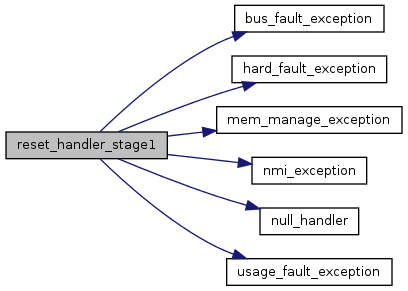 bus_fault_exception
hard_fault_exception
mem_manage_exception
reset_handler_stage1
nmi_exception
null_handler
usage_fault_exception